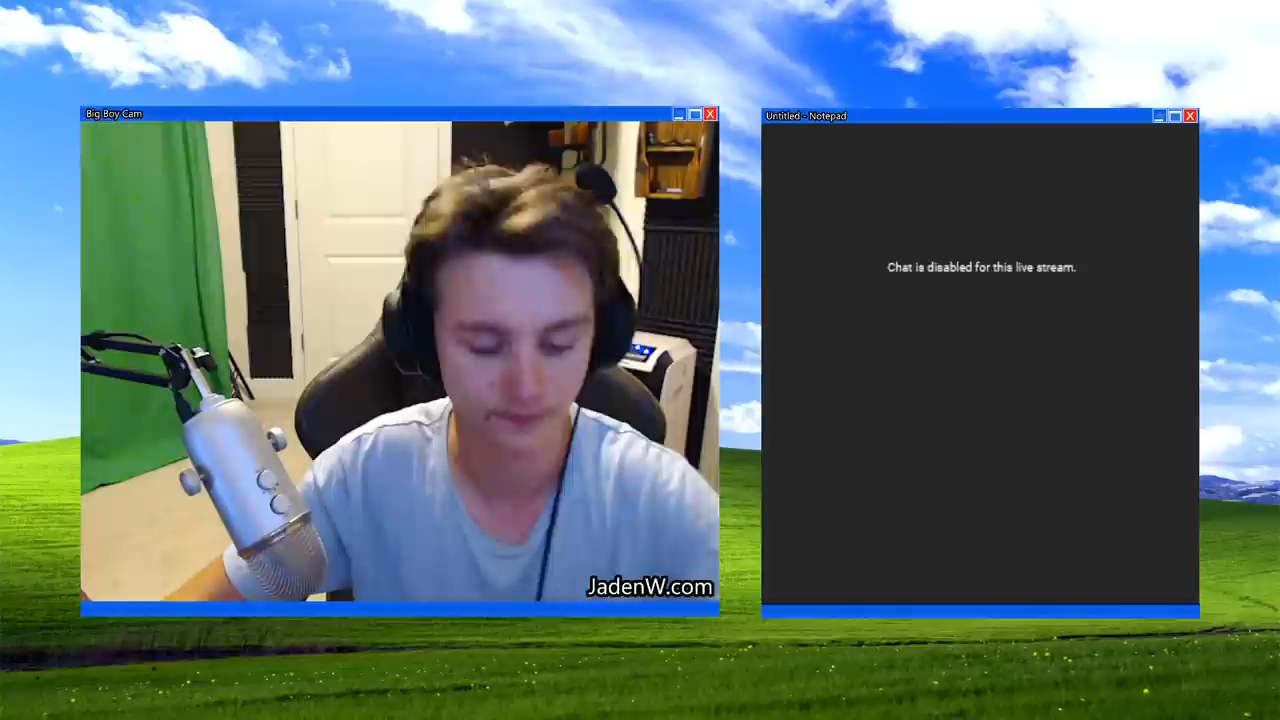 Big Boy Cam
Untitled - Notepad
Chat is disabled for this live stream.
JadenW.com